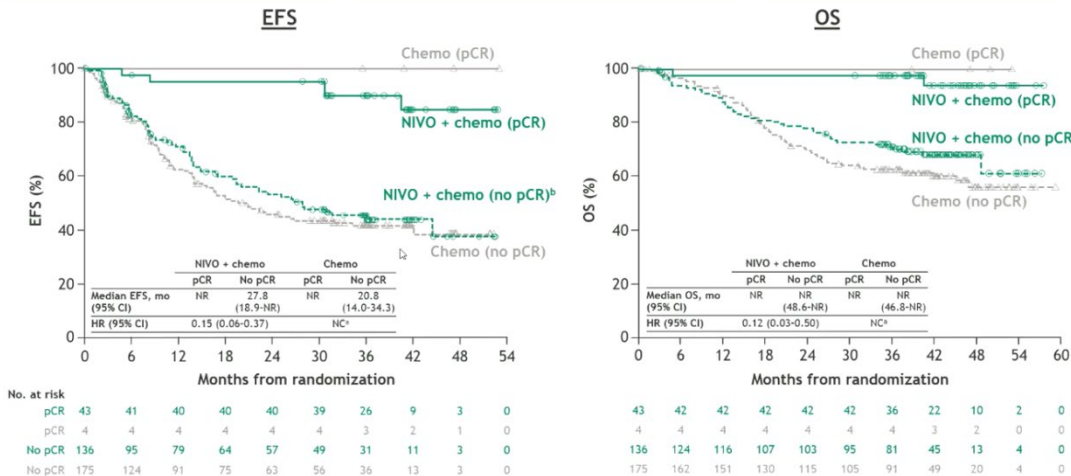 EFS
Chemo (pCR)
NIVO + chemo (pCR)
NIVO + chemo (no pCR)ᵇ
Chemo (no pCR)
EFS (%)
100
80
60
40
20
0
NIVO + chemo Chemo
pCR No pCR pCR No pCR
Median EFS, mo NR 27.8 NR 20.8
(95% CI) (18.9-NR) (14.0-34.3)
HR (95% CI) 0.15 (0.06-0.37) NCᵃ
0 6 12 18 24 30 36 42 48 54
Months from randomization
No. at risk
pCR 43 41 40 40 40 39 26 9 3 0
pCR 4 4 4 4 4 4 3 2 1 0
No pCR 136 95 79 64 57 49 31 11 3 0
No pCR 175 124 91 75 63 56 36 13 3 0
OS
Chemo (pCR)
NIVO + chemo (pCR)
NIVO + chemo (no pCR
Chemo (no pCR)
OS (%)
100
80
60
40
20
0
NIVO + chemo Chemo
pCR No pCR pCR No pCR
Median OS, mo NR NR NR NR
(95% CI) (48.6-NR) (46.8-NR)
HR (95% CI) 0.12 (0.03-0.50) NCᵃ
0 6 12 18 24 30 36 42 48 54 60
Months from randomization
43 42 42 42 42 42 36 22 10 2 0
4 4 4 4 4 4 4 3 2 0 0
136 124 116 107 103 95 81 45 13 4 0
175 162 151 130 115 105 91 49 20 4 0